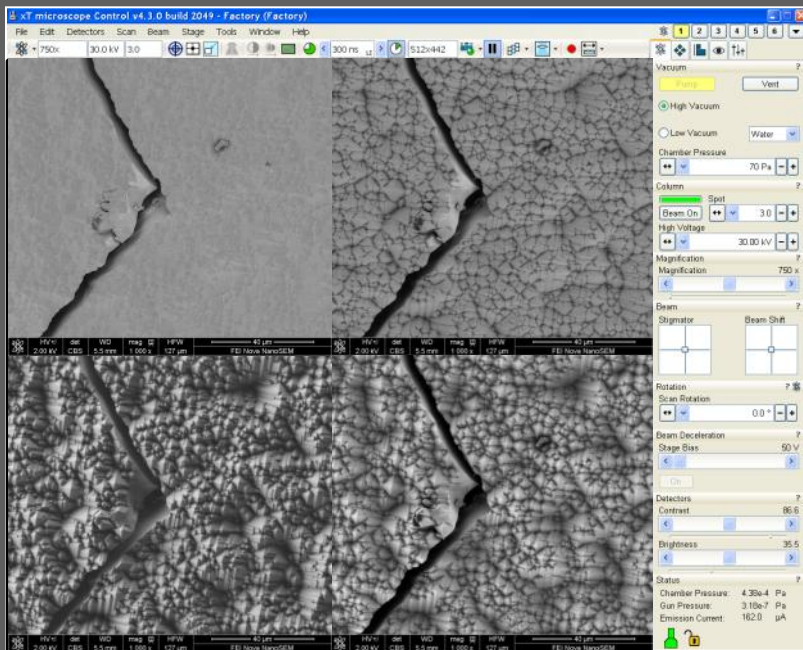 xT microscope Control v4.3.0 build 2049 - Factory (Factory)
File Edit Detectors Scan Beam Stage Tools Window Help
1 2 3 4 5 6
750x 30.0 kV 3.0 300 ns 512x442
Vacuum ?
Pump Vent
High Vacuum
Low Vacuum Water
Chamber Pressure
70 Pa
Column ?
Spot
Beam On 3.0
High Voltage
30.00 kV
Magnification ?
Magnification 750 x
Beam ?
Stigmator Beam Shift
Rotation ?
Scan Rotation
0.0 °
Beam Deceleration ?
Stage Bias 50 V
On
Detectors ?
Contrast 86.6
Brightness 35.5
Status ?
Chamber Pressure: 4.38e-4 Pa
Gun Pressure: 3.18e-7 Pa
Emission Current: 162.0 µA
HV det WD mag HFW 40 µm
2.00 kV CBS 5.5 mm 1 000 x 127 µm FEI Nova NanoSEM
HV det WD mag HFW 40 µm
2.00 kV CBS 5.5 mm 1 000 x 127 µm FEI Nova NanoSEM
HV det WD mag HFW 40 µm
2.00 kV CBS 5.5 mm 1 000 x 127 µm FEI Nova NanoSEM
HV det WD mag HFW 40 µm
2.00 kV CBS 5.5 mm 1 000 x 127 µm FEI Nova NanoSEM